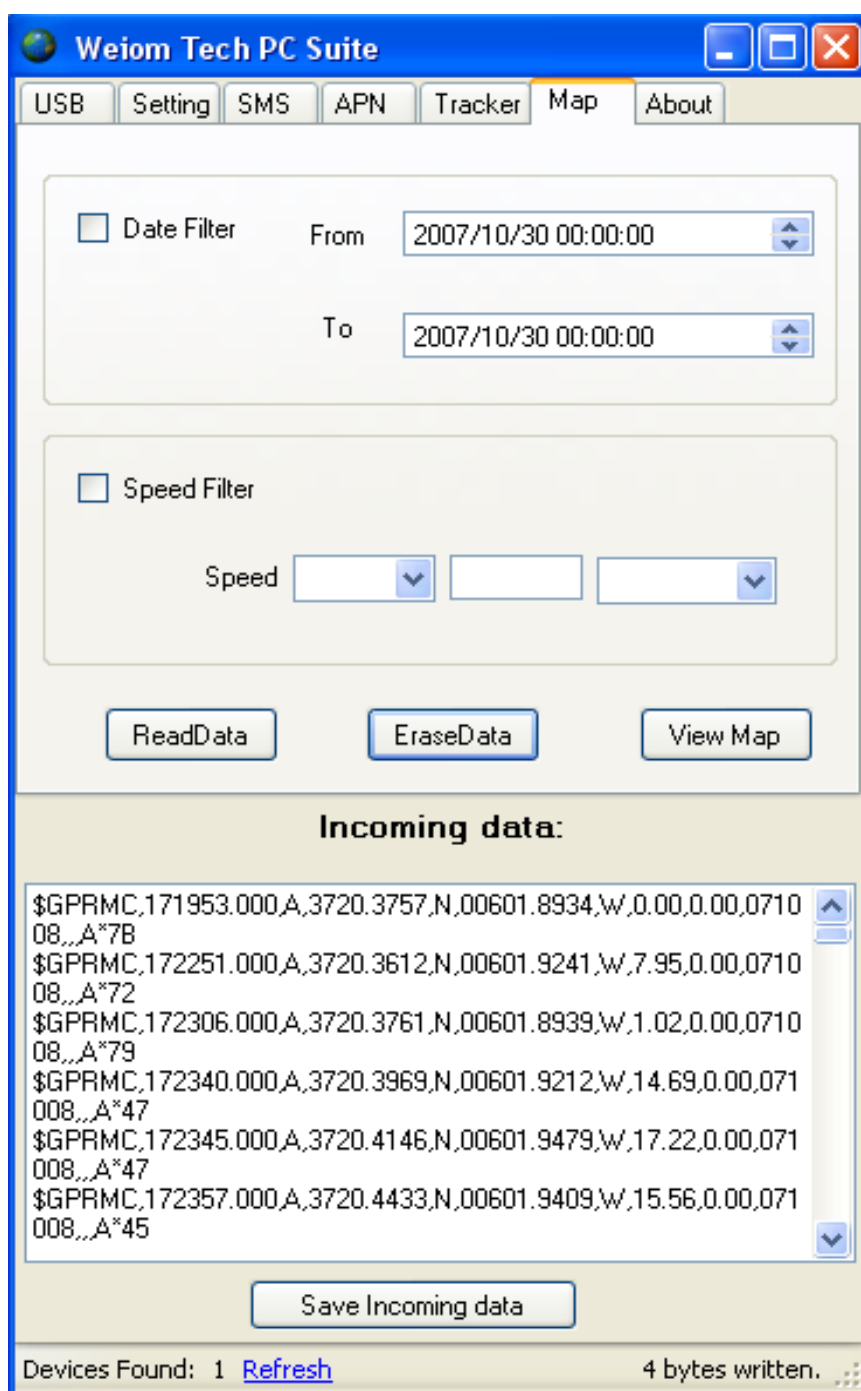 Weiom Tech PC Suite
USB Setting SMS APN Tracker Map About
Date Filter From 2007/10/30 00:00:00
To 2007/10/30 00:00:00
Speed Filter
Speed
ReadData EraseData View Map
Incoming data:
$GPRMC,171953.000,A,3720.3757,N,00601.8934,W,0.00,0.00,0710
08,,,A*7B
$GPRMC,172251.000,A,3720.3612,N,00601.9241,W,7.95,0.00,0710
08,,,A*72
$GPRMC,172306.000,A,3720.3761,N,00601.8939,W,1.02,0.00,0710
08,,,A*79
$GPRMC,172340.000,A,3720.3969,N,00601.9212,W,14.69,0.00,071
008,,,A*47
$GPRMC,172345.000,A,3720.4146,N,00601.9479,W,17.22,0.00,071
008,,,A*47
$GPRMC,172357.000,A,3720.4433,N,00601.9409,W,15.56,0.00,071
008,,,A*45
Save Incoming data
Devices Found: 1 Refresh 4 bytes written.